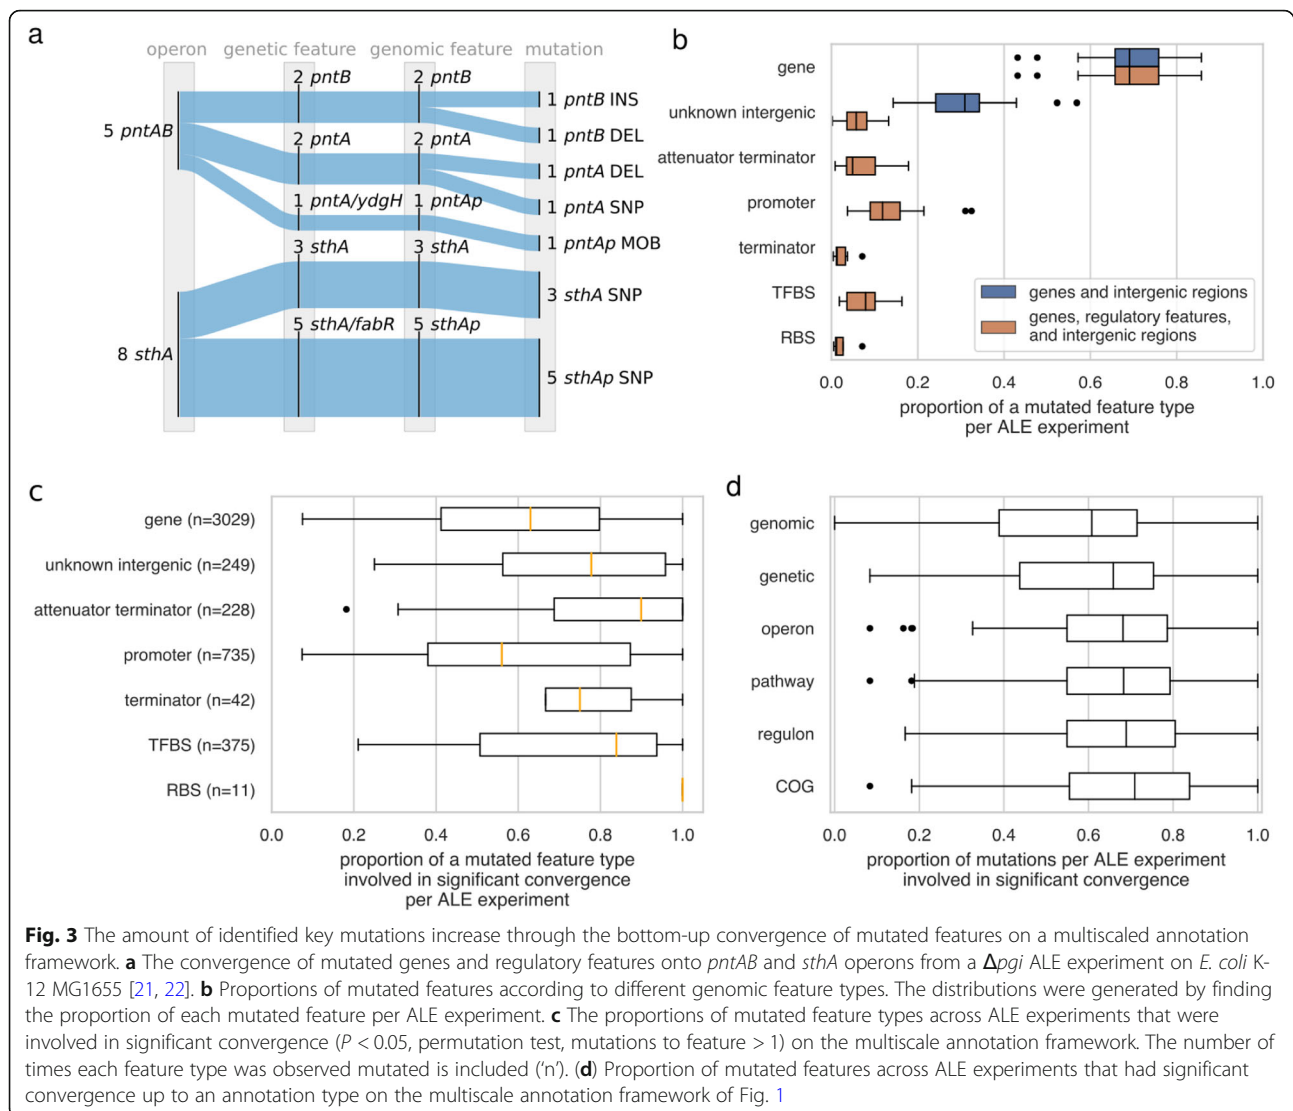 a
operon
genetic feature
genomic feature
mutation
5 pntAB
8 sthA
2 pntB
2 pntA
1 pntA/ydgH
3 sthA
5 sthA/fabR
2 pntB
2 pntA
1 pntAp
3 sthA
5 sthAp
1 pntB INS
1 pntB DEL
1 pntA DEL
1 pntA SNP
1 pntAp MOB
3 sthA SNP
5 sthAp SNP
b
gene
unknown intergenic
attenuator terminator
promoter
terminator
TFBS
RBS
genes and intergenic regions
genes, regulatory features,
and intergenic regions
0.0 0.2 0.4 0.6 0.8 1.0
proportion of a mutated feature type
per ALE experiment
c
gene (n=3029)
unknown intergenic (n=249)
attenuator terminator (n=228)
promoter (n=735)
terminator (n=42)
TFBS (n=375)
RBS (n=11)
0.0 0.2 0.4 0.6 0.8 1.0
proportion of a mutated feature type
involved in significant convergence
per ALE experiment
d
genomic
genetic
operon
pathway
regulon
COG
0.0 0.2 0.4 0.6 0.8 1.0
proportion of mutations per ALE experiment
involved in significant convergence
Fig. 3 The amount of identified key mutations increase through the bottom-up convergence of mutated features on a multiscaled annotation
framework. a The convergence of mutated genes and regulatory features onto pntAB and sthA operons from a Δpgi ALE experiment on E. coli K-
12 MG1655 [21, 22]. b Proportions of mutated features according to different genomic feature types. The distributions were generated by finding
the proportion of each mutated feature per ALE experiment. c The proportions of mutated feature types across ALE experiments that were
involved in significant convergence (P < 0.05, permutation test, mutations to feature > 1) on the multiscale annotation framework. The number of
times each feature type was observed mutated is included ('n'). (d) Proportion of mutated features across ALE experiments that had significant
convergence up to an annotation type on the multiscale annotation framework of Fig. 1